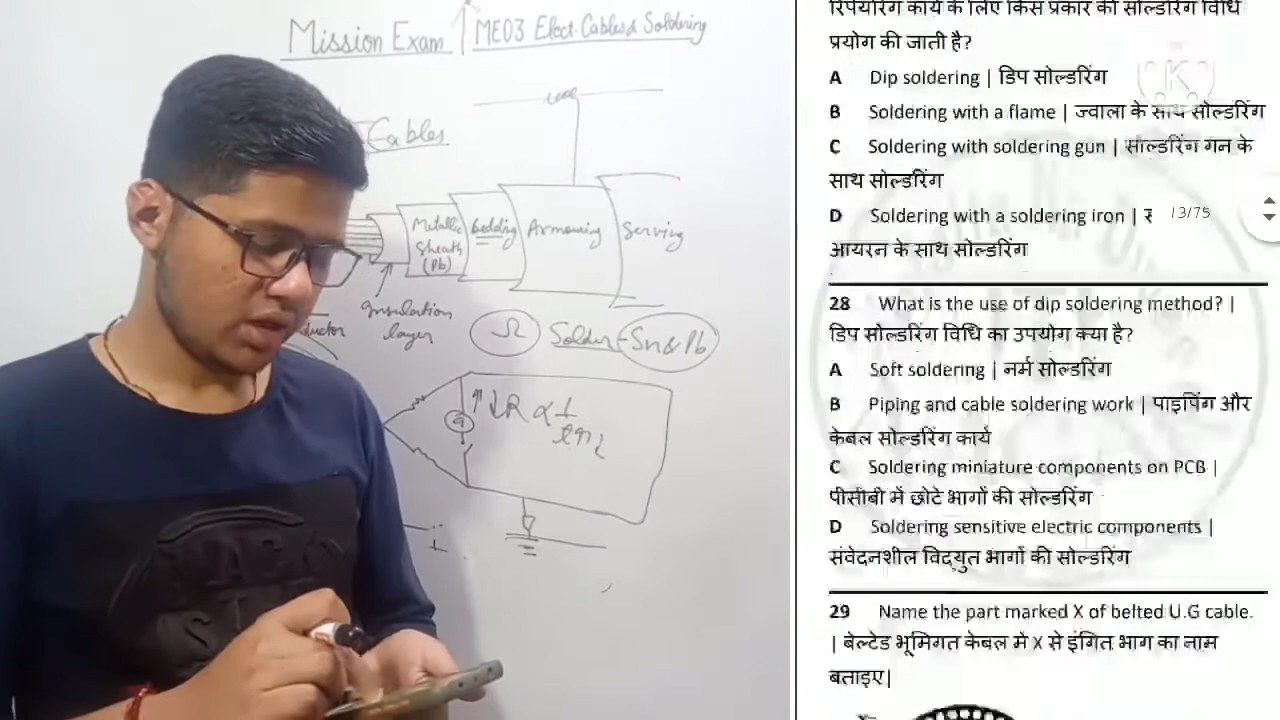 Mission Exam
ME03 Elect. Cables & Soldering
Cables
Metallic
Sheath
(Pb)
bedding
Armouring
Serving
Insulation
layer
ductor
Ω
Solder - Sn & Pb
R ∝ 1
रिपेयरिंग कार्य के लिए किस प्रकार की सोल्डरिंग विधि
प्रयोग की जाती है?
A Dip soldering | डिप सोल्डरिंग
B Soldering with a flame | ज्वाला के साथ सोल्डरिंग
C Soldering with soldering gun | सोल्डरिंग गन के
साथ सोल्डरिंग
D Soldering with a soldering iron |
13/75
आयरन के साथ सोल्डरिंग
28 What is the use of dip soldering method? |
डिप सोल्डरिंग विधि का उपयोग क्या है?
A Soft soldering | नर्म सोल्डरिंग
B Piping and cable soldering work | पाइपिंग और
केबल सोल्डरिंग कार्य
C Soldering miniature components on PCB |
पीसीबी में छोटे भागों की सोल्डरिंग
D Soldering sensitive electric components |
संवेदनशील विद्युत भागों की सोल्डरिंग
29 Name the part marked X of belted U.G cable.
| बेल्टेड भूमिगत केबल में X से इंगित भाग का नाम
बताइए|